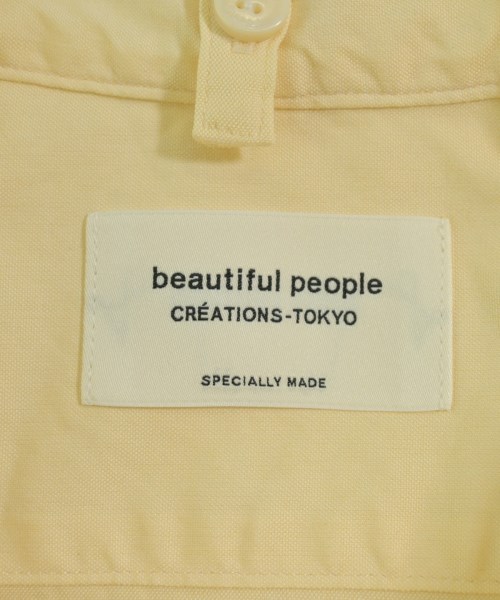 beautiful people
CRÉATIONS-TOKYO
SPECIALLY MADE